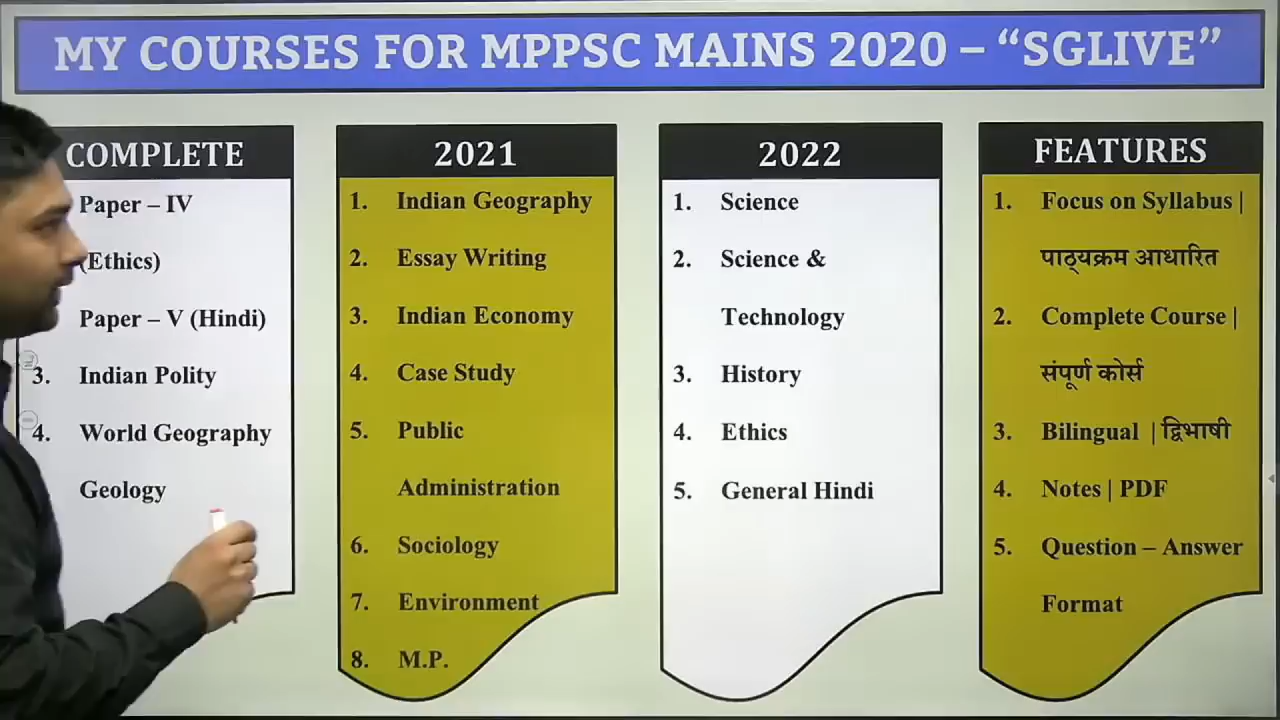 MY COURSES FOR MPPSC MAINS 2020 – “SGLIVE”
COMPLETE
Paper – IV
(Ethics)
Paper – V (Hindi)
3. Indian Polity
4. World Geography
Geology
2021
1. Indian Geography
2. Essay Writing
3. Indian Economy
4. Case Study
5. Public
Administration
6. Sociology
7. Environment
8. M.P.
2022
1. Science
2. Science &
Technology
3. History
4. Ethics
5. General Hindi
FEATURES
1. Focus on Syllabus |
पाठ्यक्रम आधारित
2. Complete Course |
संपूर्ण कोर्स
3. Bilingual | द्विभाषी
4. Notes | PDF
5. Question – Answer
Format